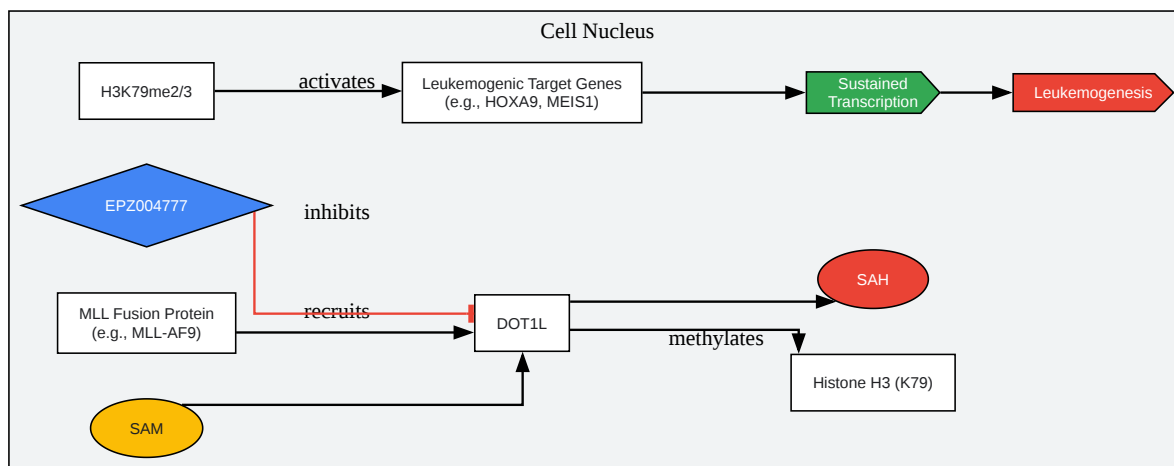 Cell Nucleus
H3K79me2/3
activates
Leukemogenic Target Genes
(e.g., HOXA9, MEIS1)
Sustained
Transcription
Leukemogenesis
EPZ004777
inhibits
MLL Fusion Protein
(e.g., MLL-AF9)
recruits
DOT1L
SAH
methylates
Histone H3 (K79)
SAM